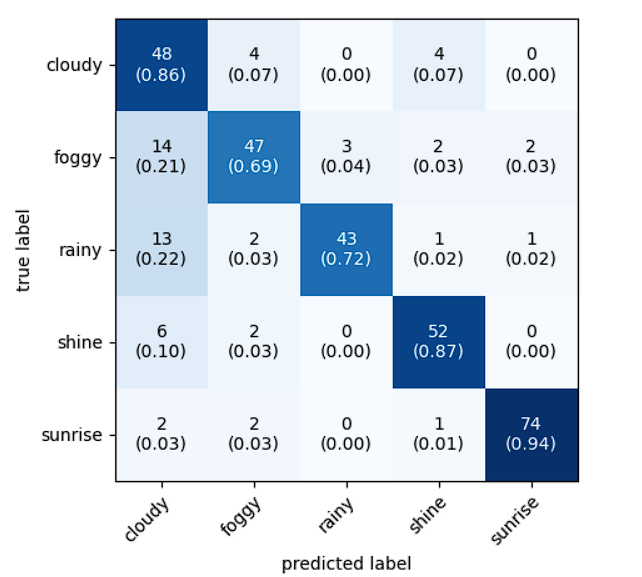 cloudy
48 4 0 4 0
(0.86) (0.07) (0.00) (0.07) (0.00)
foggy
14 47 3 2 2
(0.21) (0.69) (0.04) (0.03) (0.03)
rainy
13 2 43 1 1
(0.22) (0.03) (0.72) (0.02) (0.02)
shine
6 2 0 52 0
(0.10) (0.03) (0.00) (0.87) (0.00)
sunrise
2 2 0 1 74
(0.03) (0.03) (0.00) (0.01) (0.94)
true label
cloudy foggy rainy shine sunrise
predicted label